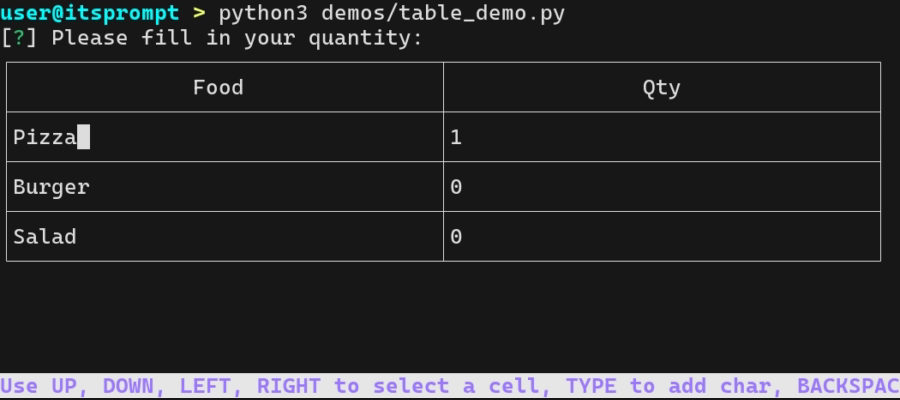 user@itsprompt > python3 demos/table_demo.py
[?] Please fill in your quantity:
Food Qty
Pizza 1
Burger 0
Salad 0
Use UP, DOWN, LEFT, RIGHT to select a cell, TYPE to add char, BACKSPAC